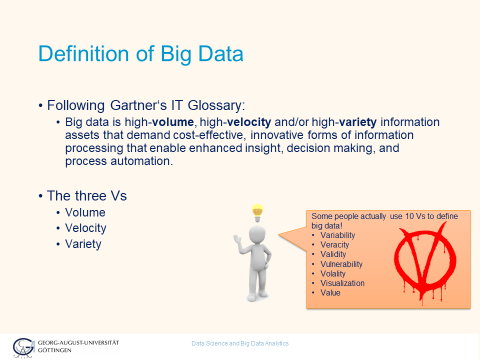 Definition of Big Data
• Following Gartner‘s IT Glossary:
• Big data is high-volume, high-velocity and/or high-variety information
assets that demand cost-effective, innovative forms of information
processing that enable enhanced insight, decision making, and
process automation.
• The three Vs
• Volume
• Velocity
• Variety
Some people actually use 10 Vs to define
big data!
• Variability
• Veracity
• Validity
• Vulnerability
• Volality
• Visualization
• Value
V
GEORG-AUGUST-UNIVERSITÄT
GÖTTINGEN
Data Science and Big Data Analytics